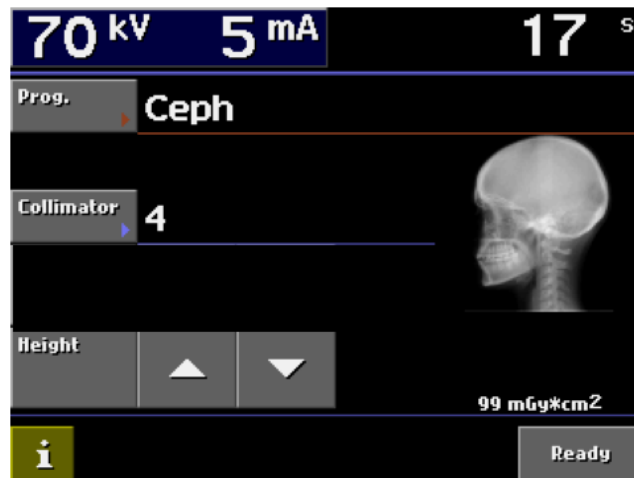 70 kV 5 mA 17 s
Prog. Ceph
Collimator 4
Height
99 mGy*cm2
i Ready